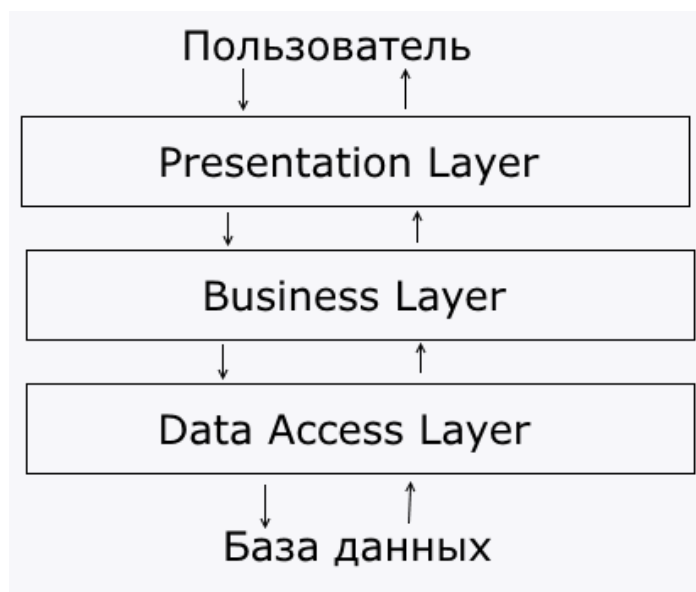 Пользователь
Presentation Layer
Business Layer
Data Access Layer
База данных